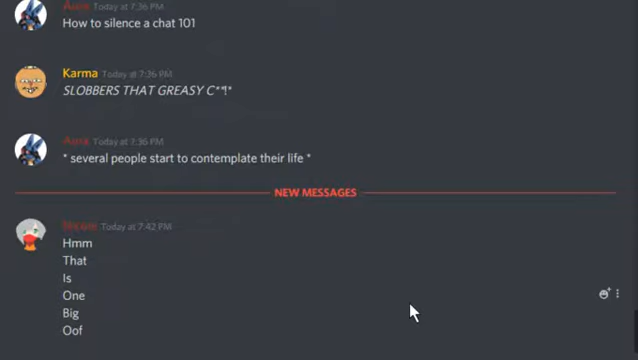 Today at 7:36 PM
How to silence a chat 101
Karma Today at 7:36 PM
SLOBBERS THAT GREASY C**!*
Today at 7:36 PM
* several people start to contemplate their life *
NEW MESSAGES
Today at 7:42 PM
Hmm
That
Is
One
Big
Oof